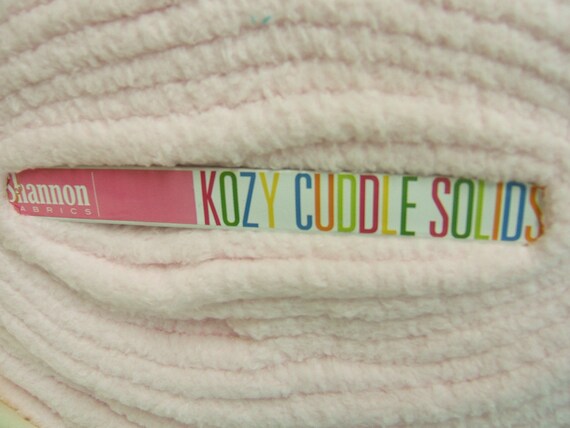 Shannon
FABRICS
KOZY CUDDLE SOLIDS